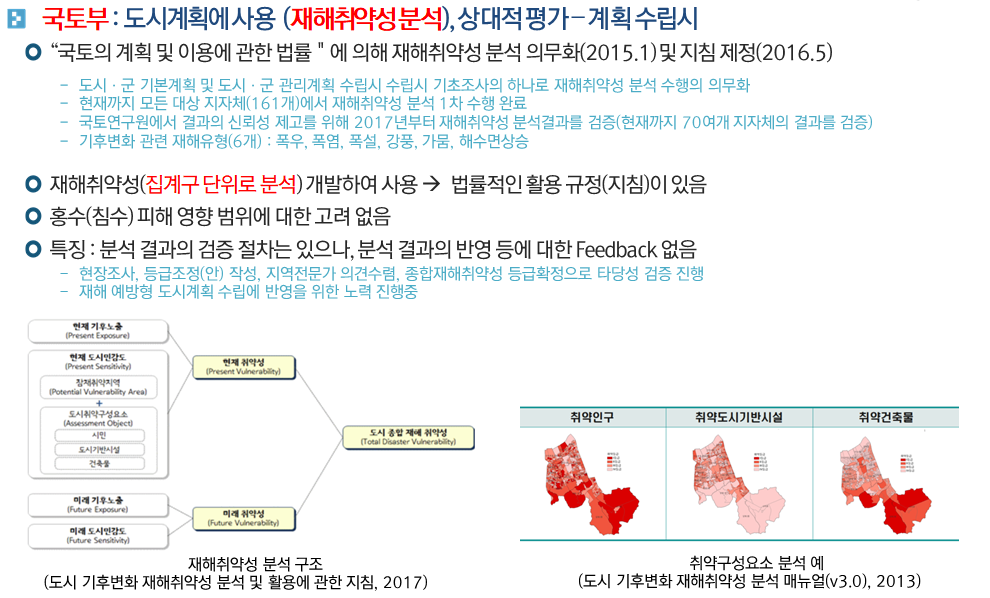 국토부 : 도시계획에 사용 (재해취약성 분석), 상대적 평가 – 계획 수립시
“국토의 계획 및 이용에 관한 법률 " 에 의해 재해취약성 분석 의무화(2015.1) 및 지침 제정(2016.5)
– 도시 · 군 기본계획 및 도시 · 군 관리계획 수립시 수립시 기초조사의 하나로 재해취약성 분석 수행의 의무화
– 현재까지 모든 대상 지자체(161개)에서 재해취약성 분석 1차 수행 완료
– 국토연구원에서 결과의 신뢰성 제고를 위해 2017년부터 재해취약성 분석결과를 검증(현재까지 70여개 지자체의 결과를 검증)
– 기후변화 관련 재해유형(6개) : 폭우, 폭염, 폭설, 강풍, 가뭄, 해수면상승
재해취약성(집계구 단위로 분석) 개발하여 사용 → 법률적인 활용 규정(지침)이 있음
홍수(침수) 피해 영향 범위에 대한 고려 없음
특징 : 분석 결과의 검증 절차는 있으나, 분석 결과의 반영 등에 대한 Feedback 없음
– 현장조사, 등급조정(안) 작성, 지역전문가 의견수렴, 종합재해취약성 등급확정으로 타당성 검증 진행
– 재해 예방형 도시계획 수립에 반영을 위한 노력 진행중
현재 기후노출
(Present Exposure)
현재 도시민감도
(Present Sensitivity)
잠재취약지역
(Potential Vulnerability Area)
+
도시취약구성요소
(Assessment Object)
시민
도시기반시설
건축물
현재 취약성
(Present Vulnerability)
도시 종합 재해 취약성
(Total Disaster Vulnerability)
미래 기후노출
(Future Exposure)
미래 도시민감도
(Future Sensitivity)
미래 취약성
(Future Vulnerability)
재해취약성 분석 구조
(도시 기후변화 재해취약성 분석 및 활용에 관한 지침, 2017)
취약인구
취약도시기반시설
취약건축물
취약구성요소 분석 예
(도시 기후변화 재해취약성 분석 매뉴얼(v3.0), 2013)